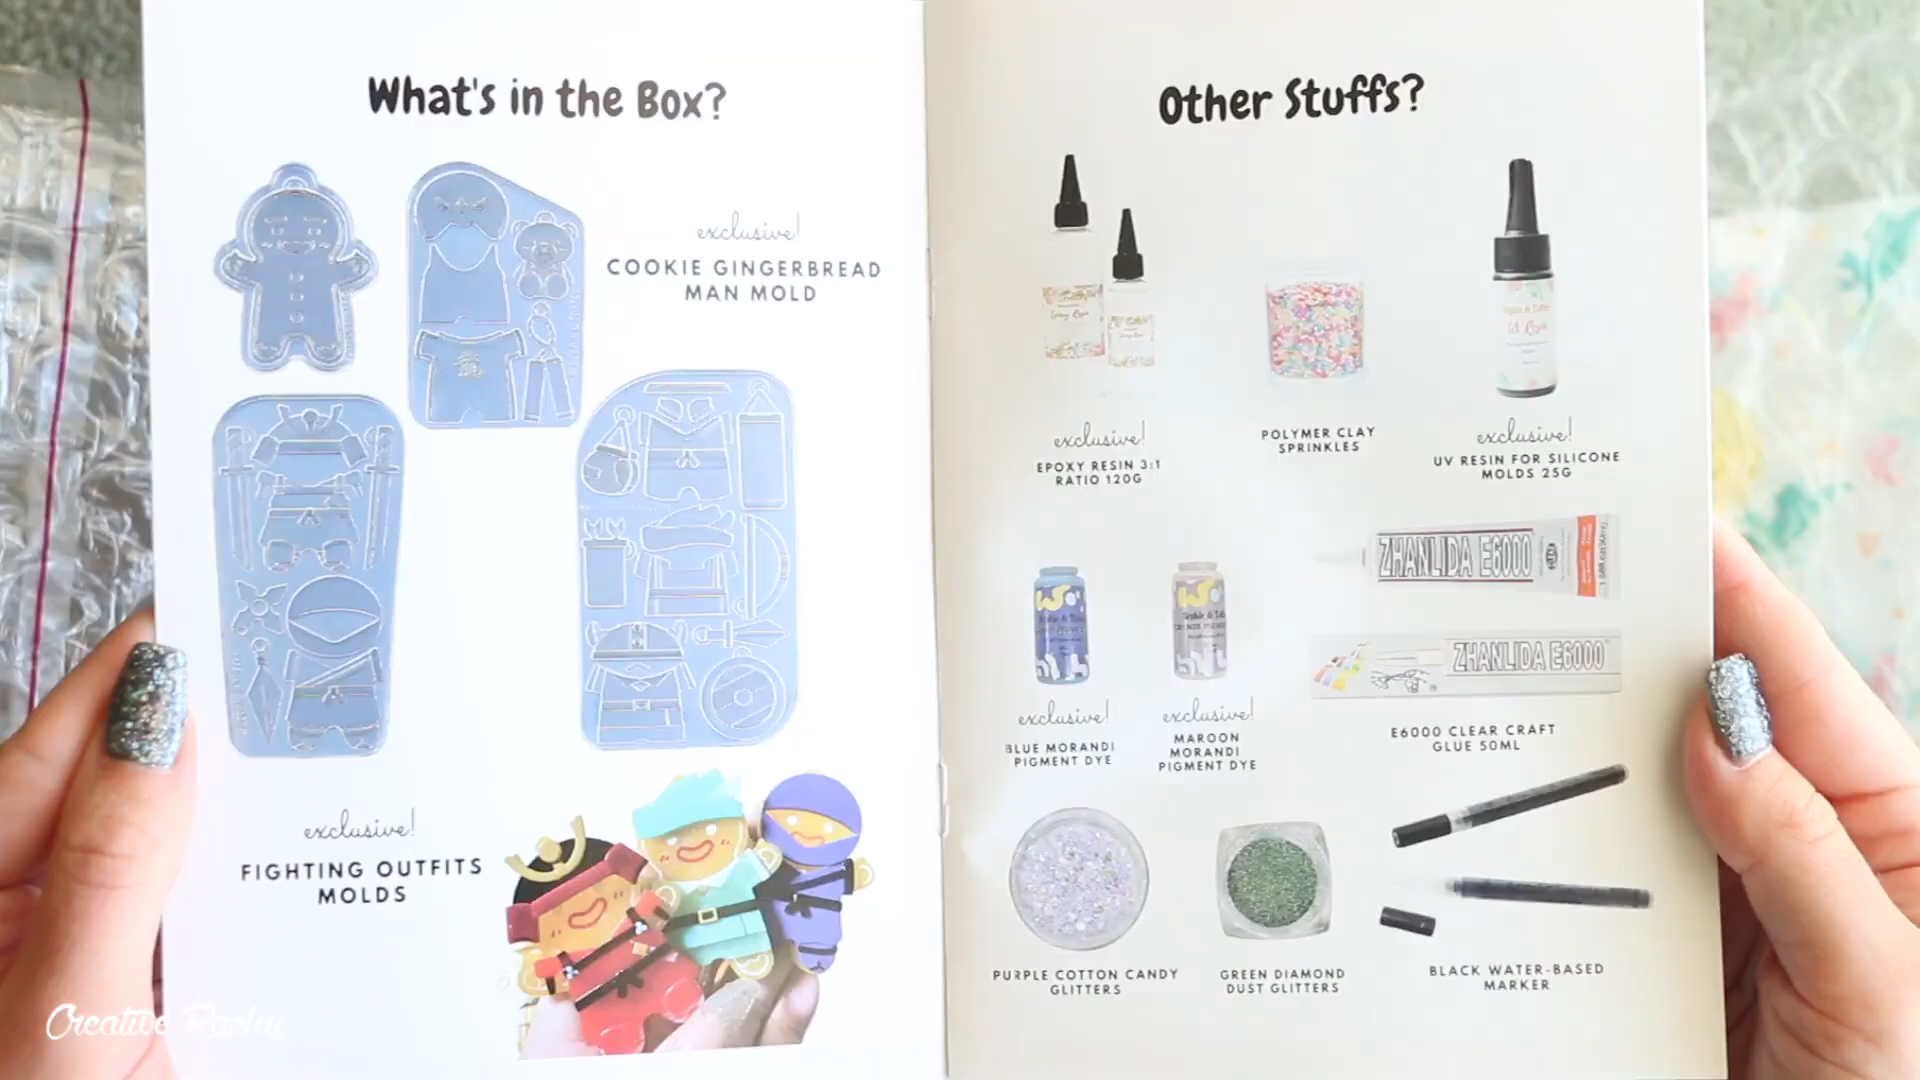 What's in the Box?
exclusive!
COOKIE GINGERBREAD
MAN MOLD
exclusive!
FIGHTING OUTFITS
MOLDS
Other Stuffs?
exclusive!
EPOXY RESIN 3:1
RATIO 120G
POLYMER CLAY
SPRINKLES
exclusive!
UV RESIN FOR SILICONE
MOLDS 25G
exclusive!
BLUE MORANDI
PIGMENT DYE
exclusive!
MAROON
MORANDI
PIGMENT DYE
ZHANLIDA E6000
ZHANLIDA E6000
E6000 CLEAR CRAFT
GLUE 50ML
PURPLE COTTON CANDY
GLITTERS
GREEN DIAMOND
DUST GLITTERS
BLACK WATER-BASED
MARKER
Creative